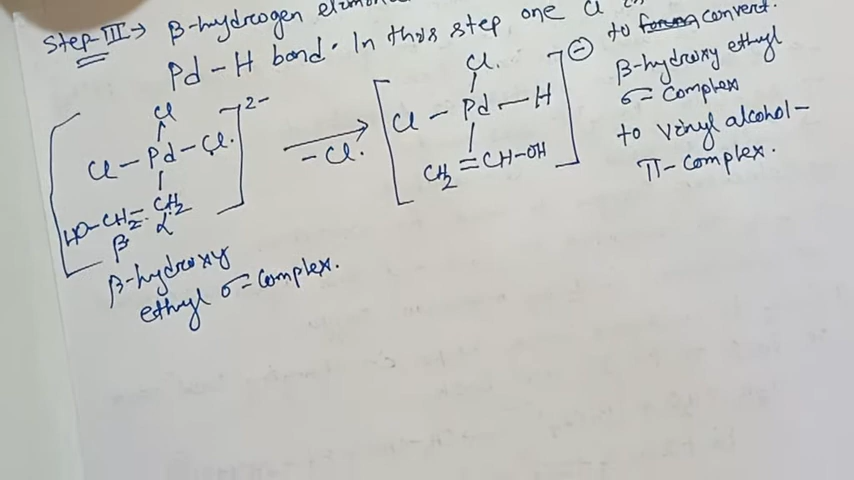 Step-III → β-hydrogen
Pd-H bond. In this step one Cl
to convert
β-hydroxy ethyl
σ-Complex
to vinyl alcohol-
π-Complex.
Cl
Cl-Pd-Cl. 2-
HO-CH2-CH2
β α
-Cl.
Cl. ⊖
Cl-Pd-H
CH2=CH-OH
β-hydroxy
ethyl σ-Complex.